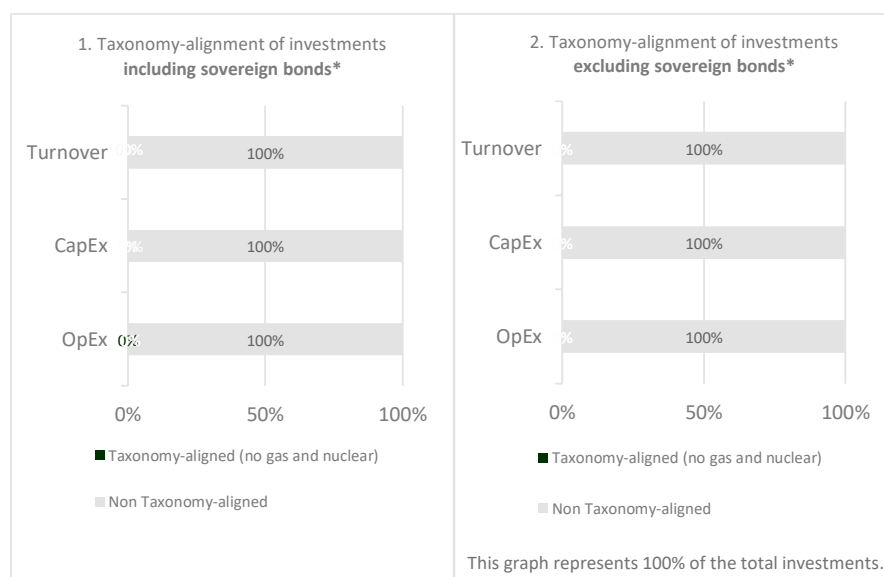 1. Taxonomy-alignment of investments
including sovereign bonds*
Turnover 0% 100%
CapEx 0% 100%
OpEx 0% 100%
0% 50% 100%
Taxonomy-aligned (no gas and nuclear)
Non Taxonomy-aligned
2. Taxonomy-alignment of investments
excluding sovereign bonds*
Turnover 100%
CapEx 100%
OpEx 100%
0% 50% 100%
Taxonomy-aligned (no gas and nuclear)
Non Taxonomy-aligned
This graph represents 100% of the total investments.